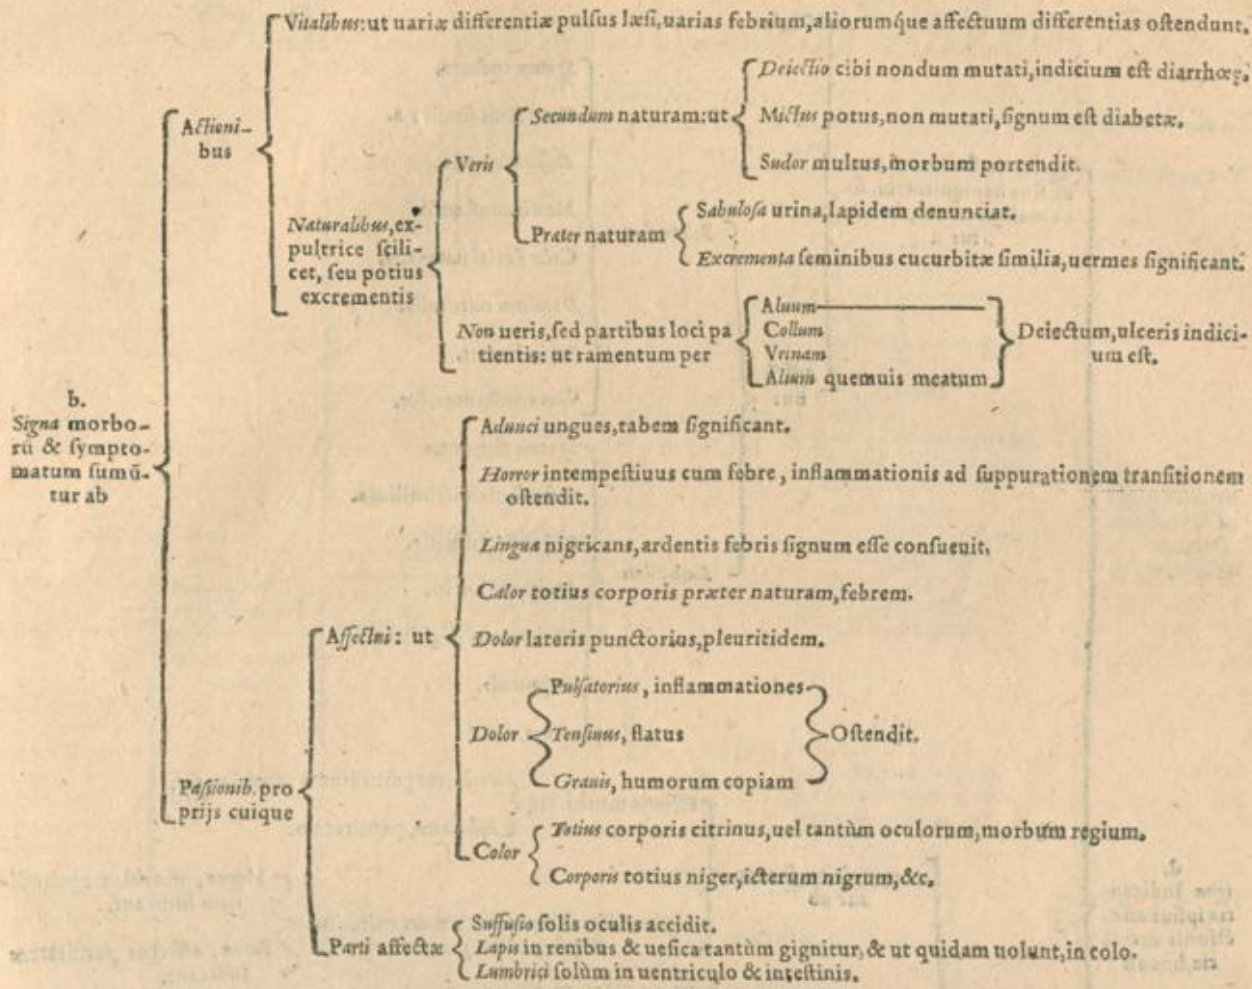 Vitalibus: ut uariæ differentiæ pulſus læſi, uarias febrium, aliorumque affectuum differentias oſtendunt.
Actioni-
bus
Naturalibus, ex-
pultrice ſcili-
cet, ſeu potius
excrementis
Veris
Secundum naturam: ut
Deiectio cibi nondum mutati, indicium eſt diarrhœę.
Mictus potus, non mutati, ſignum eſt diabetæ.
Sudor multus, morbum portendit.
Præter naturam
Sabuloſa urina, lapidem denunciat.
Excrementa ſeminibus cucurbitæ ſimilia, uermes ſignificant.
Non ueris, ſed partibus loci pa
tientis: ut ramentum per
Aluum
Collum
Vrinam
Alium quemuis meatum
Deiectum, ulceris indici-
um eſt.
b.
Signa morbo-
rū & ſympto-
matum ſumū-
tur ab
Adunci ungues, tabem ſignificant.
Horror intempeſtiuus cum febre, inflammationis ad ſuppurationem tranſitionem
oſtendit.
Lingua nigricans, ardentis febris ſignum eſſe conſueuit.
Calor totius corporis præter naturam, febrem.
Affectui: ut
Dolor lateris punctorius, pleuritidem.
Dolor
Pulſatorius, inflammationes
Tenſiuus, flatus
Grauis, humorum copiam
Oſtendit.
Paſsionib. pro
prijs cuique
Color
Totius corporis citrinus, uel tantùm oculorum, morbum regium.
Corporis totius niger, icterum nigrum, &c.
Parti affectæ
Suffuſio ſolis oculis accidit.
Lapis in renibus & ueſica tantùm gignitur, & ut quidam uolunt, in colo.
Lumbrici ſolùm in uentriculo & inteſtinis.